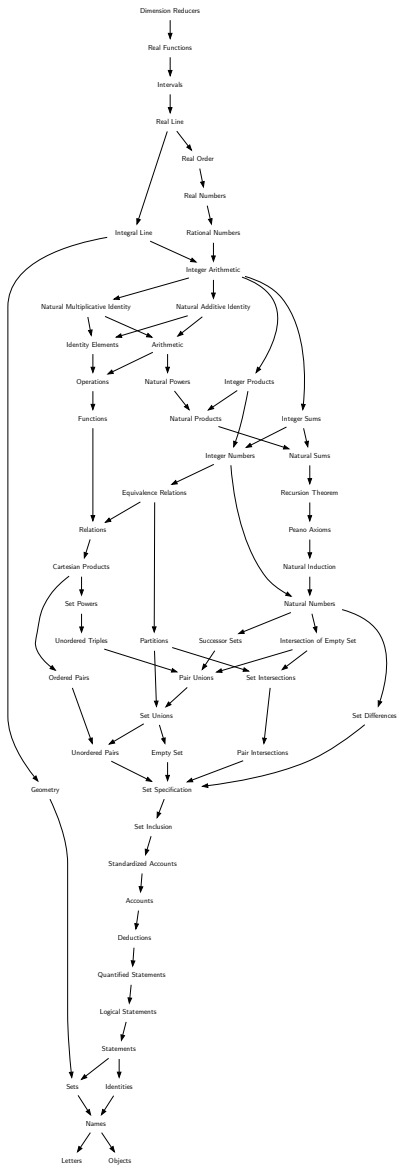 Dimension Reducers
Real Functions
Intervals
Real Line
Real Order
Real Numbers
Integral Line Rational Numbers
Integer Arithmetic
Natural Multiplicative Identity Natural Additive Identity
Identity Elements Arithmetic
Operations Natural Powers Integer Products
Functions Natural Products Integer Sums
Integer Numbers Natural Sums
Equivalence Relations Recursion Theorem
Relations Peano Axioms
Cartesian Products Natural Induction
Set Powers Natural Numbers
Unordered Triples Partitions Successor Sets Intersection of Empty Set
Ordered Pairs Pair Unions Set Intersections
Set Unions Set Differences
Unordered Pairs Empty Set Pair Intersections
Geometry Set Specification
Set Inclusion
Standardized Accounts
Accounts
Deductions
Quantified Statements
Logical Statements
Statements
Sets Identities
Names
Letters Objects